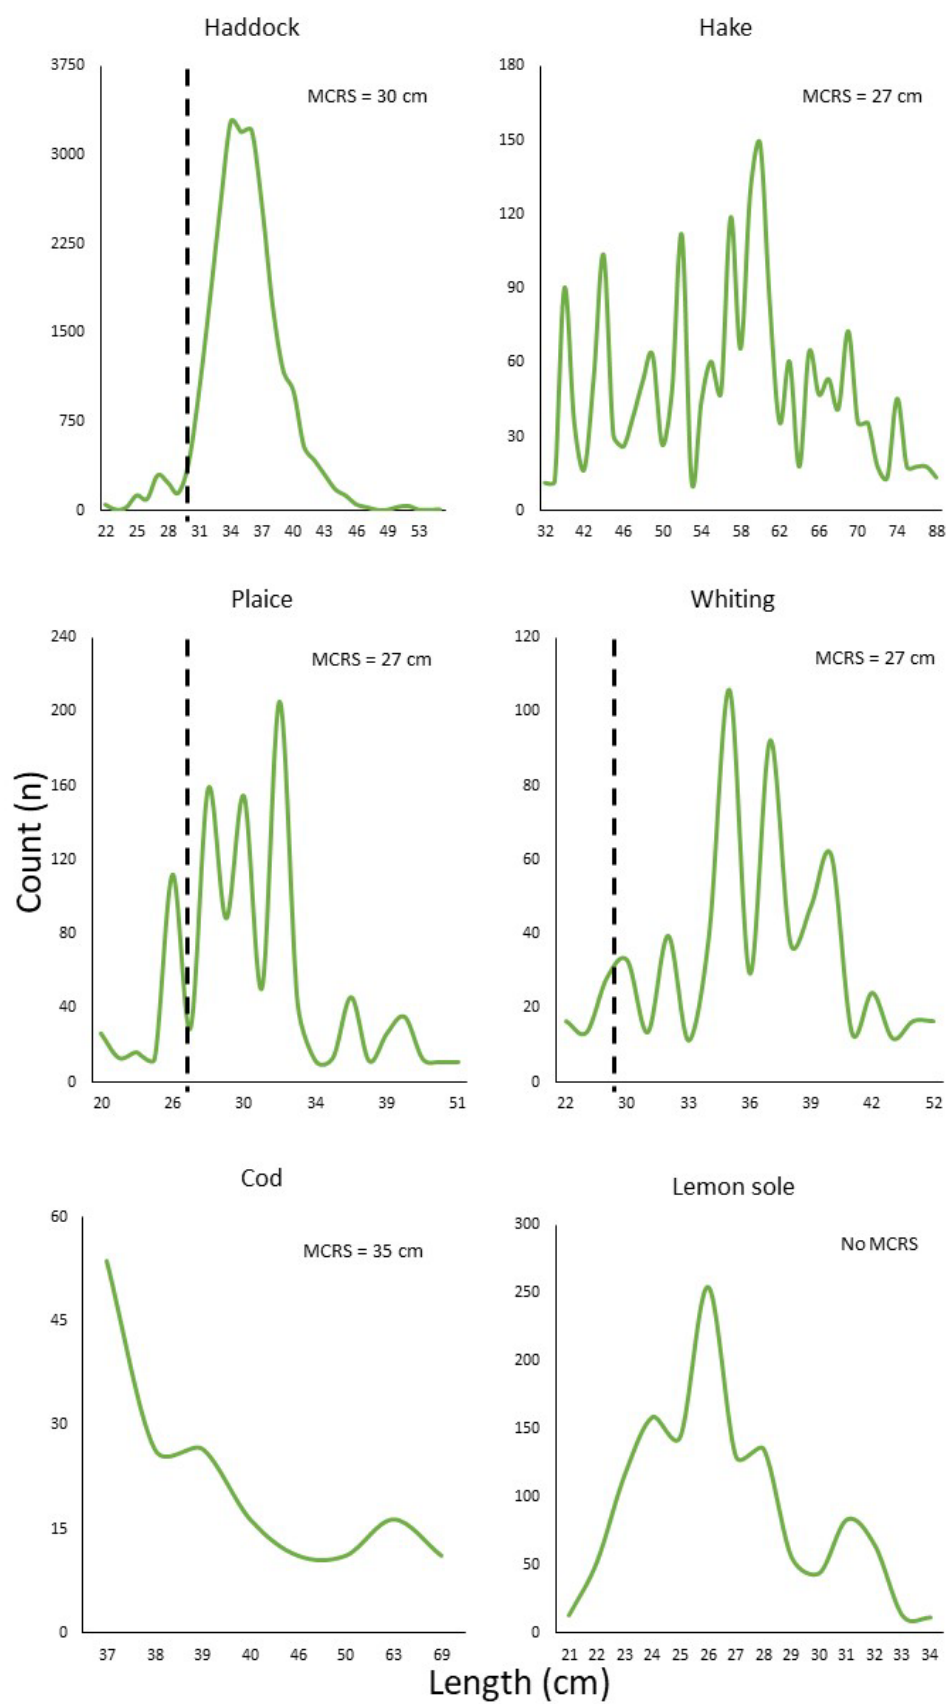 Haddock
MCRS = 30 cm
3750
3000
2250
1500
750
0
22 25 28 31 34 37 40 43 46 49 53
Hake
MCRS = 27 cm
180
150
120
90
60
30
0
32 42 46 50 54 58 62 66 70 74 88
Plaice
MCRS = 27 cm
240
200
160
120
80
40
0
20 26 30 34 39 51
Whiting
MCRS = 27 cm
120
100
80
60
40
20
0
22 30 33 36 39 42 52
Count (n)
Cod
MCRS = 35 cm
60
45
30
15
0
37 38 39 40 46 50 63 69
Lemon sole
No MCRS
300
250
200
150
100
50
0
21 22 23 24 25 26 27 28 29 30 31 32 33 34
Length (cm)